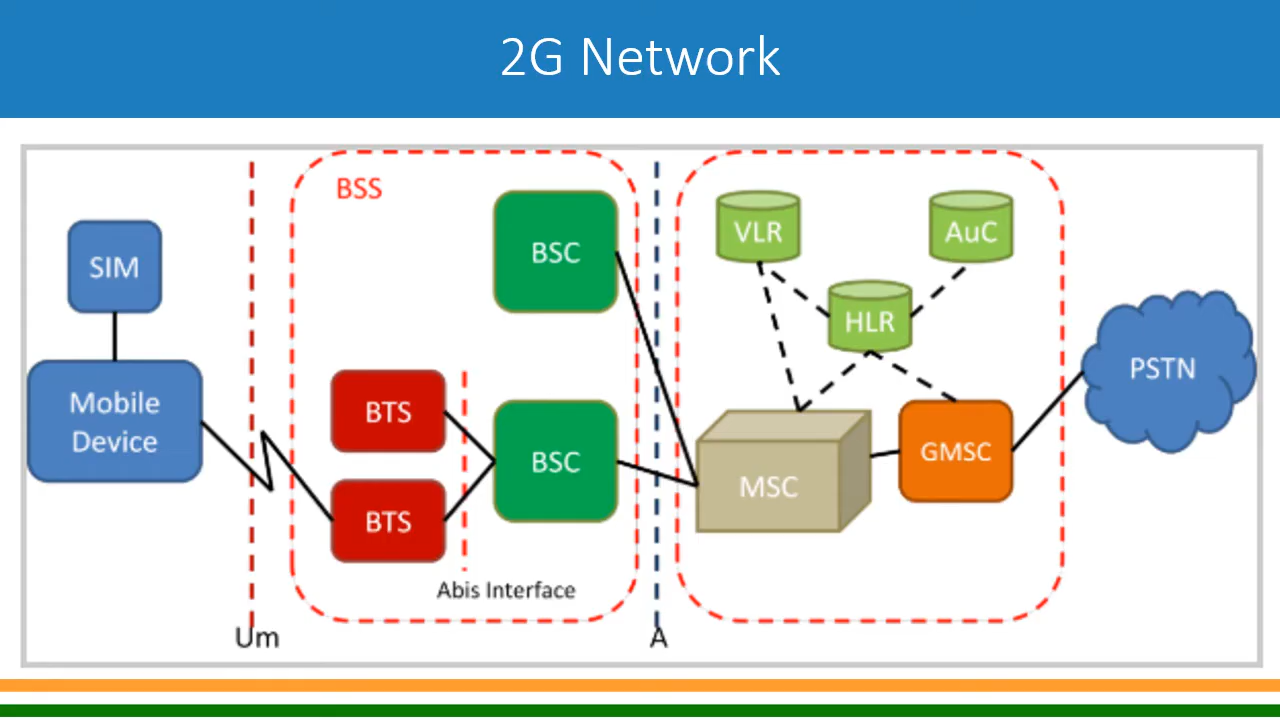 2G Network
BSS
SIM
Mobile
Device
BTS
BTS
BSC
BSC
Abis Interface
Um
A
VLR
AuC
HLR
MSC
GMSC
PSTN